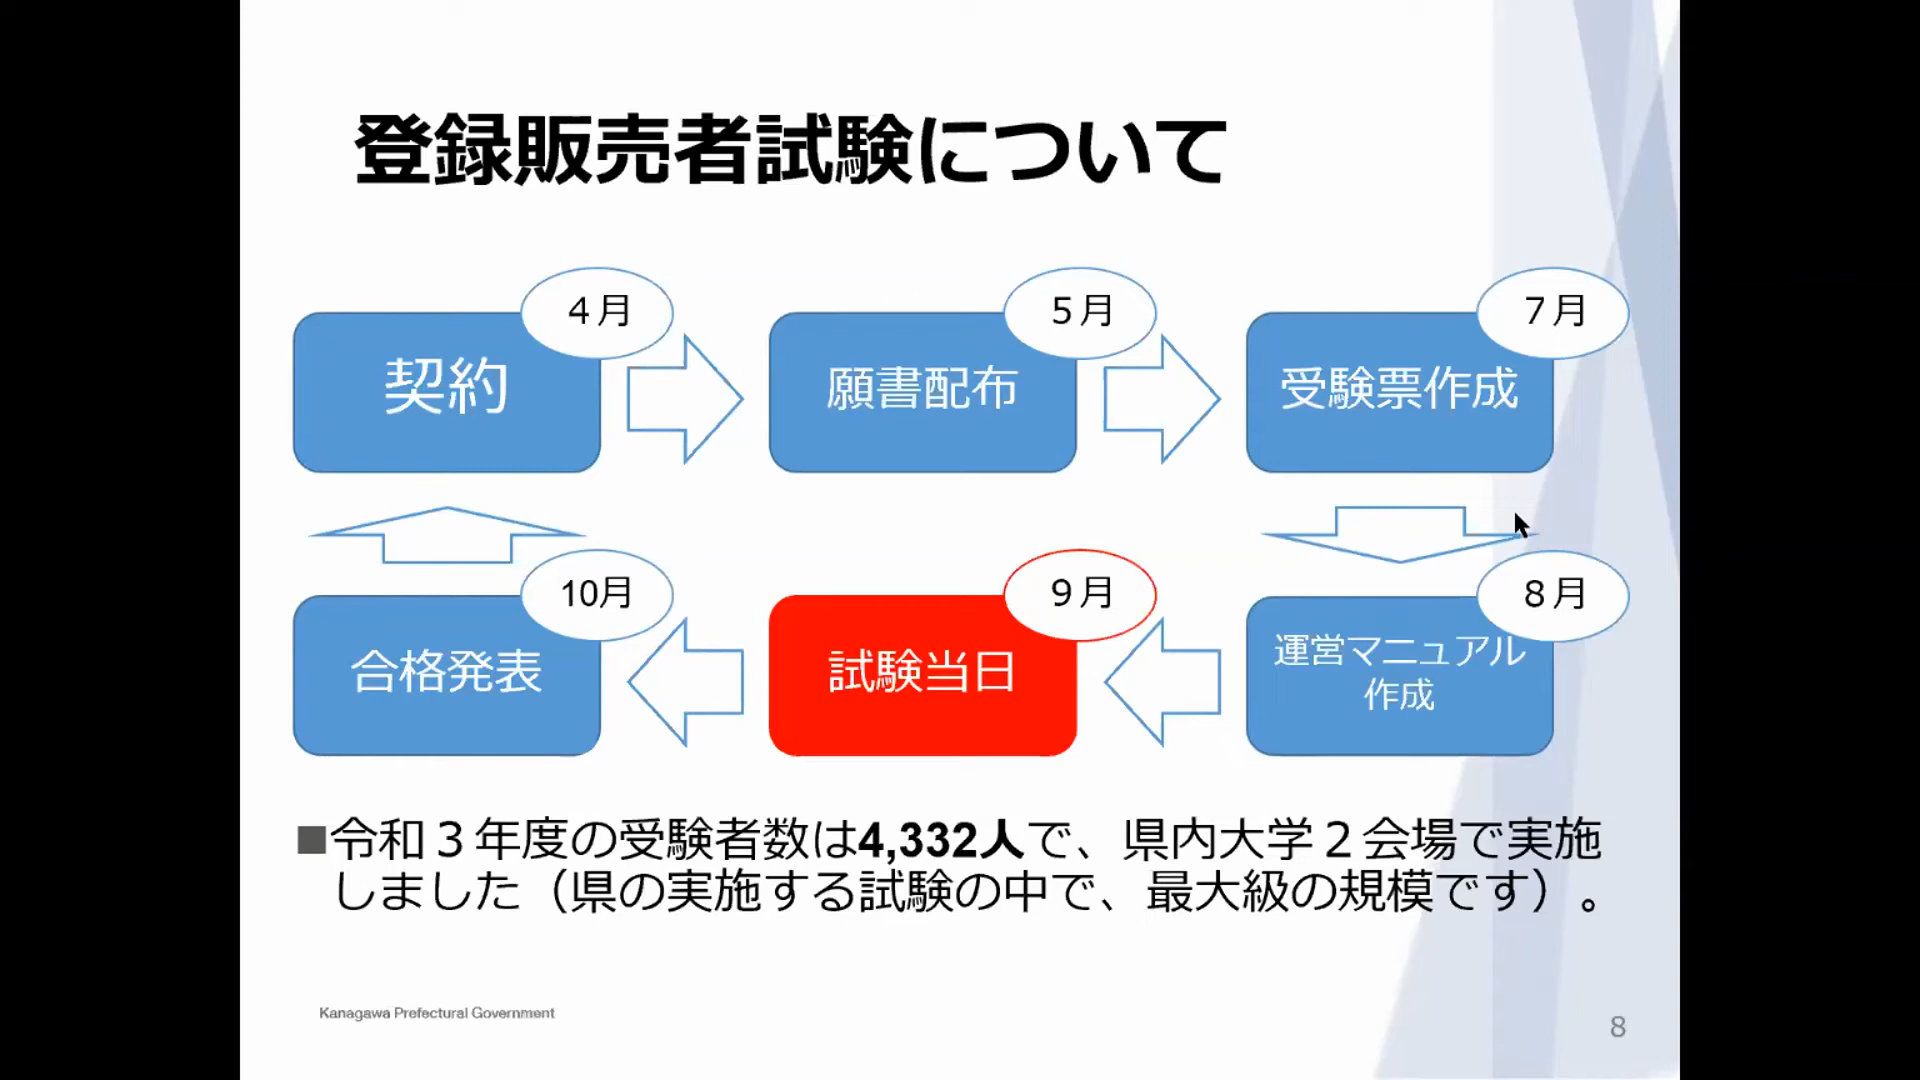 登録販売者試験について
4月
5月
7月
契約
願書配布
受験票作成
10月
9月
8月
合格発表
試験当日
運営マニュアル
作成
■令和３年度の受験者数は4,332人で、県内大学２会場で実施
しました（県の実施する試験の中で、最大級の規模です）。
Kanagawa Prefectural Government
8